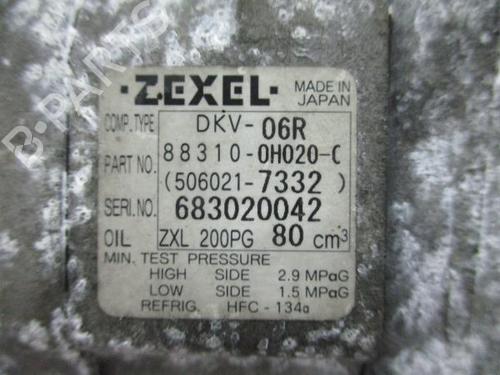 ·ZEXEL· MADE IN JAPAN
COMP. TYPE DKV-06R
PART NO. 88310-0H020-C
(506021-7332)
SERI. NO. 683020042
OIL ZXL 200PG 80 cm³
MIN. TEST PRESSURE
HIGH SIDE 2.9 MPaG
LOW SIDE 1.5 MPaG
REFRIG. HFC-134a